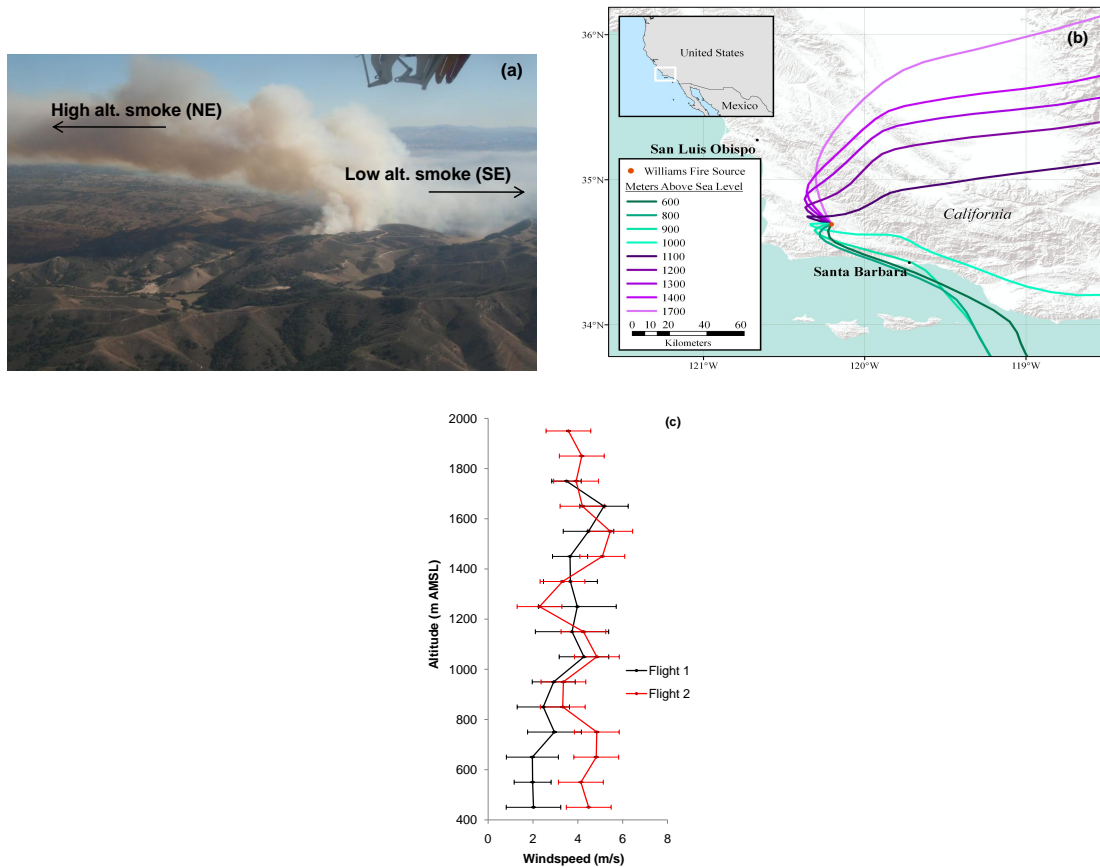 (a)
High alt. smoke (NE)
Low alt. smoke (SE)
(b)
36°N
United States
Mexico
San Luis Obispo
Williams Fire Source
Meters Above Sea Level
600
800
900
1000
1100
1200
1300
1400
1700
0 10 20 40 60
Kilometers
35°N
California
Santa Barbara
34°N
121°W 120°W 119°W
(c)
2000
1800
1600
1400
1200
1000
800
600
400
Altitude (m AMSL)
Flight 1
Flight 2
0 2 4 6 8
Windspeed (m/s)